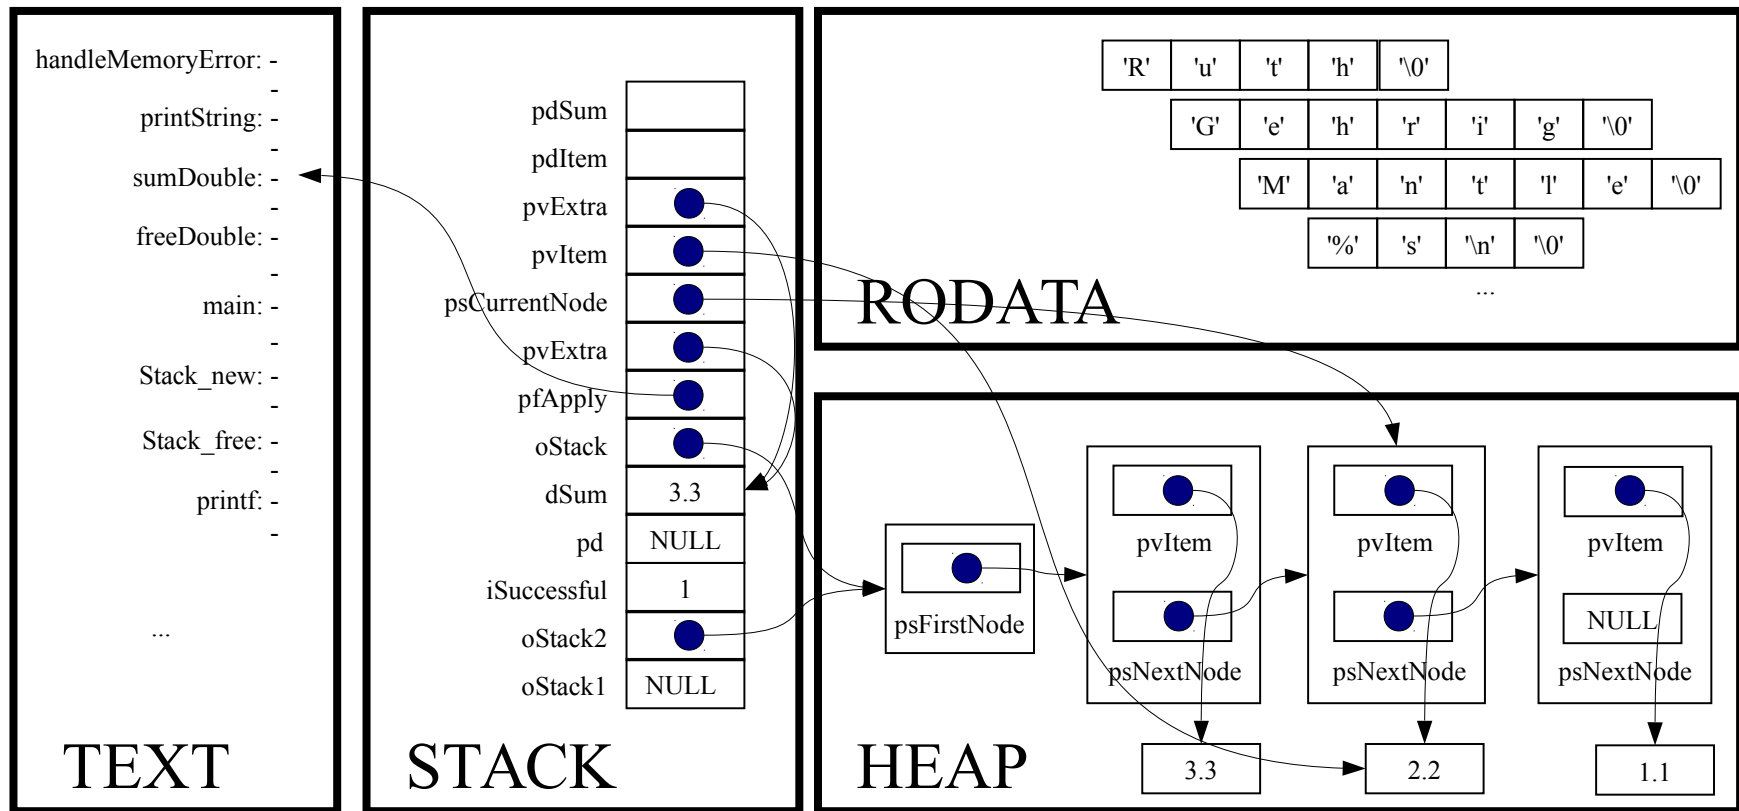 handleMemoryError: -
-
printString: -
-
sumDouble: -
-
freeDouble: -
-
main: -
-
Stack_new: -
-
Stack_free: -
-
printf: -
-
...
TEXT
pdSum
pdItem
pvExtra
pvItem
psCurrentNode
pvExtra
pfApply
oStack
dSum 3.3
pd NULL
iSuccessful 1
oStack2
oStack1 NULL
STACK
'R' 'u' 't' 'h' '\0'
'G' 'e' 'h' 'r' 'i' 'g' '\0'
'M' 'a' 'n' 't' 'l' 'e' '\0'
'%' 's' '\n' '\0'
...
RODATA
psFirstNode
pvItem pvItem pvItem
NULL
psNextNode psNextNode psNextNode
3.3 2.2 1.1
HEAP